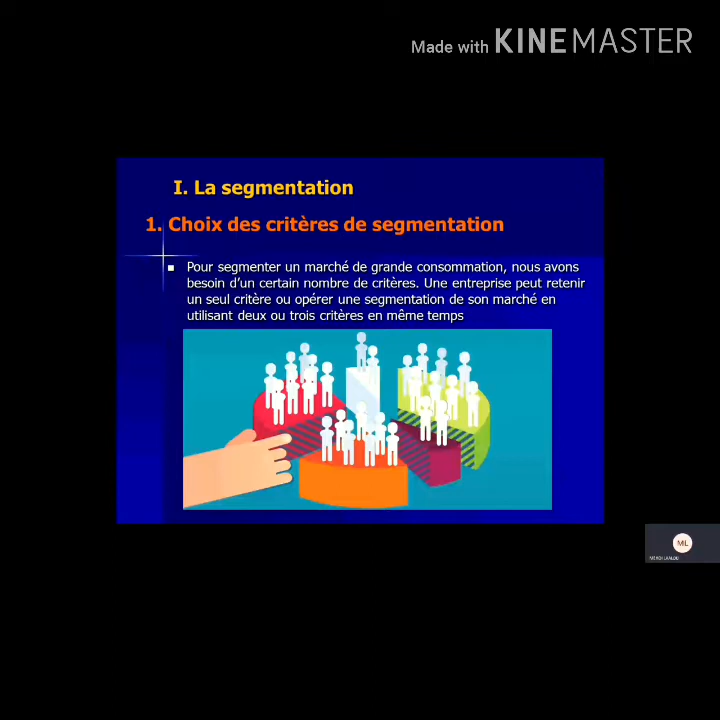 Made with KINEMASTER
I. La segmentation
1. Choix des critères de segmentation
Pour segmenter un marché de grande consommation, nous avons
besoin d'un certain nombre de critères. Une entreprise peut retenir
un seul critère ou opérer une segmentation de son marché en
utilisant deux ou trois critères en même temps
ML